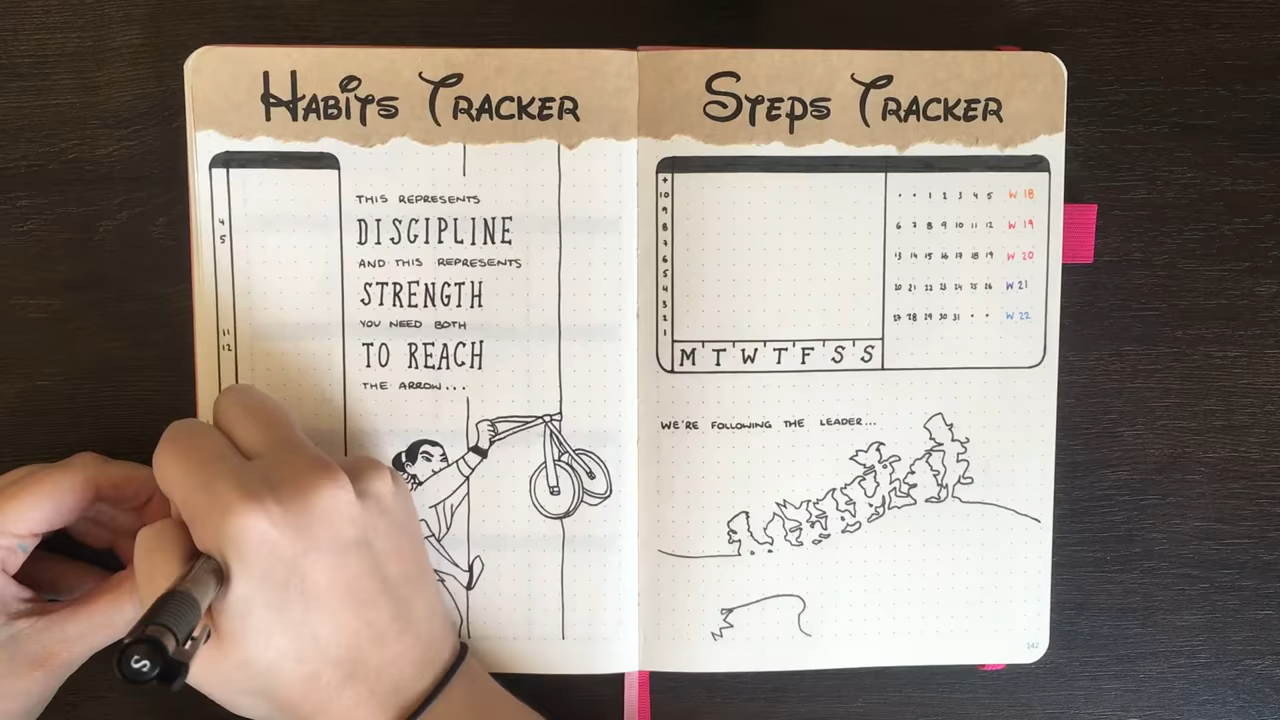 HABITS TRACKER
4
5
11
12
THIS REPRESENTS
DISCIPLINE
AND THIS REPRESENTS
STRENGTH
YOU NEED BOTH
TO REACH
THE ARROW...
STEPS TRACKER
+
10
9
8
7
6
5
4
3
2
1
M T W T F S S
• • 1 2 3 4 5 W 18
6 7 8 9 10 11 12 W 19
13 14 15 16 17 18 19 W 20
20 21 22 23 24 25 26 W 21
27 28 29 30 31 • • W 22
WE'RE FOLLOWING THE LEADER...
142
S